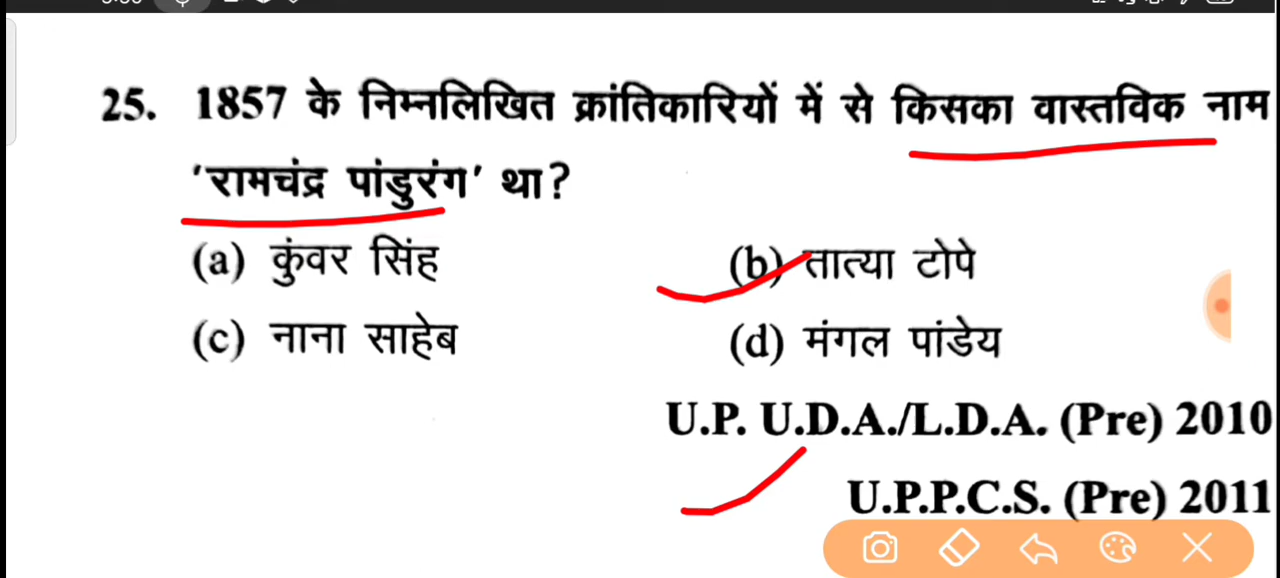 25. 1857 के निम्नलिखित क्रांतिकारियों में से किसका वास्तविक नाम
'रामचंद्र पांडुरंग' था?
(a) कुंवर सिंह (b) तात्या टोपे
(c) नाना साहेब (d) मंगल पांडेय
U.P. U.D.A./L.D.A. (Pre) 2010
U.P.P.C.S. (Pre) 2011